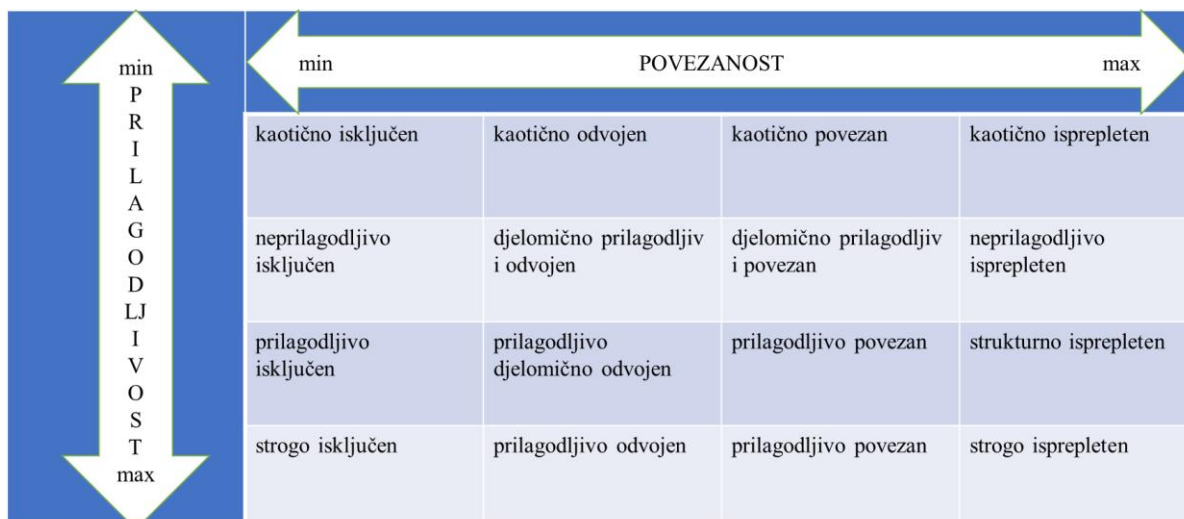 min POVEZANOST max
min
P
R
I
L
A
G
O
D
LJ
I
V
O
S
T
max
kaotično isključen
kaotično odvojen
kaotično povezan
kaotično isprepleten
neprilagodljivo
isključen
djelomično prilagodljiv
i odvojen
djelomično prilagodljiv
i povezan
neprilagodljivo
isprepleten
prilagodljivo
isključen
prilagodljivo
djelomično odvojen
prilagodljivo povezan
strukturno isprepleten
strogo isključen
prilagodljivo odvojen
prilagodljivo povezan
strogo isprepleten